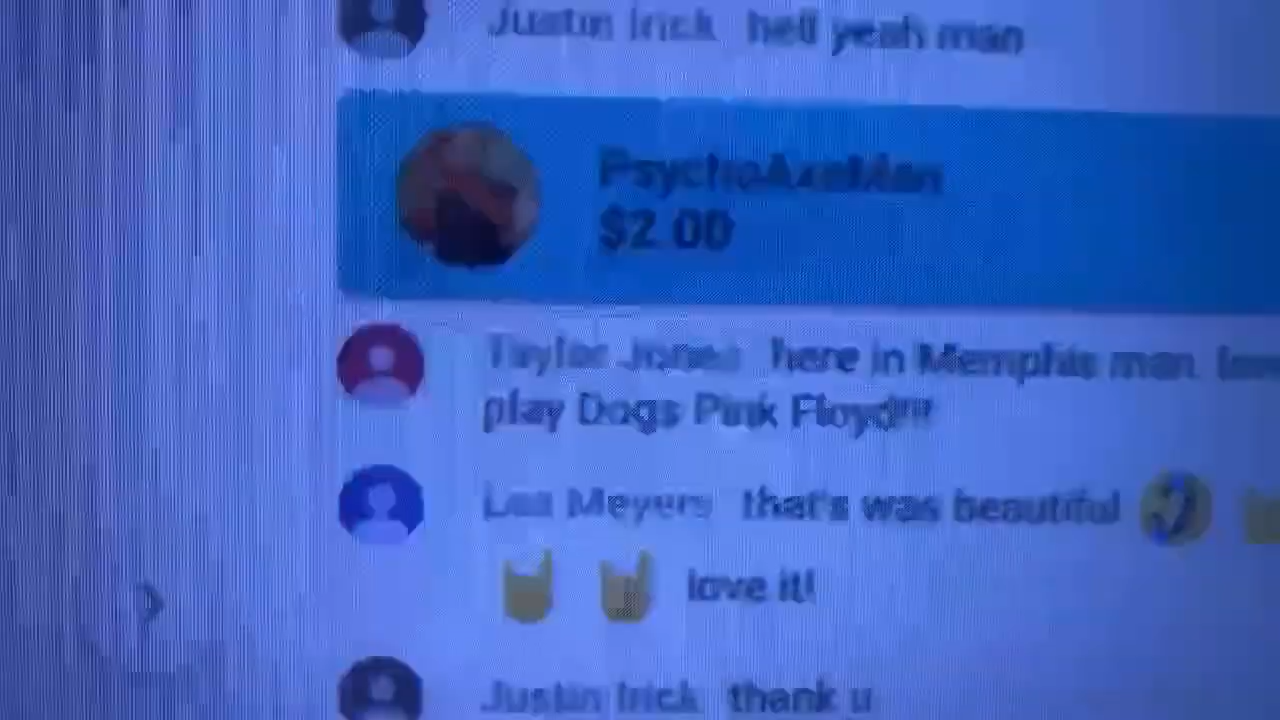 Justin Irick hell yeah man
PsychoAxeMan
$2.00
Taylor Jones here in Memphis man.
play Dogs Pink Floyd!!!
Lea Meyers that's was beautiful
love it!
Justin Irick thank u